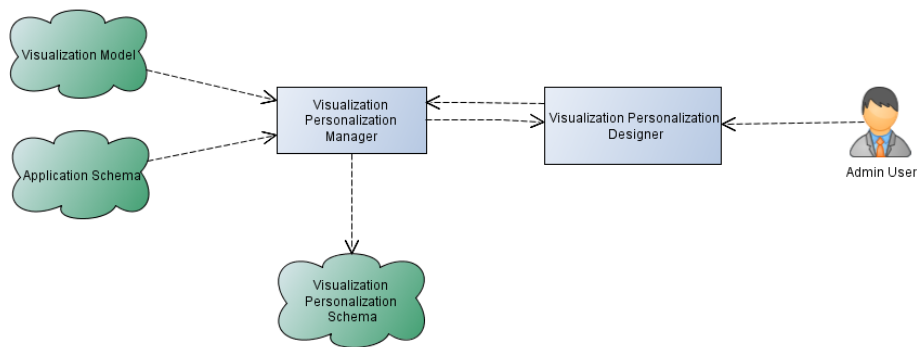 Visualization Model
Application Schema
Visualization
Personalization
Manager
Visualization Personalization
Designer
Admin User
Visualization
Personalization
Schema